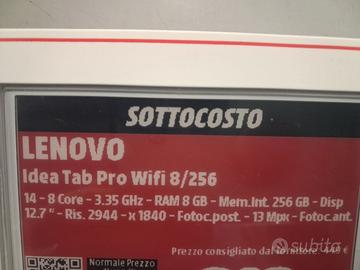 SOTTOCOSTO
LENOVO
Idea Tab Pro Wifi 8/256
14 - 8 Core - 3.35 GHz - RAM 8 GB - Mem.Int. 256 GB - Disp
12.7" - Ris. 2944 - x 1840 - Fotoc.post. - 13 Mpx - Fotoc.ant.
Prezzo consigliato dal fornitore:
Normale Prezzo
subito